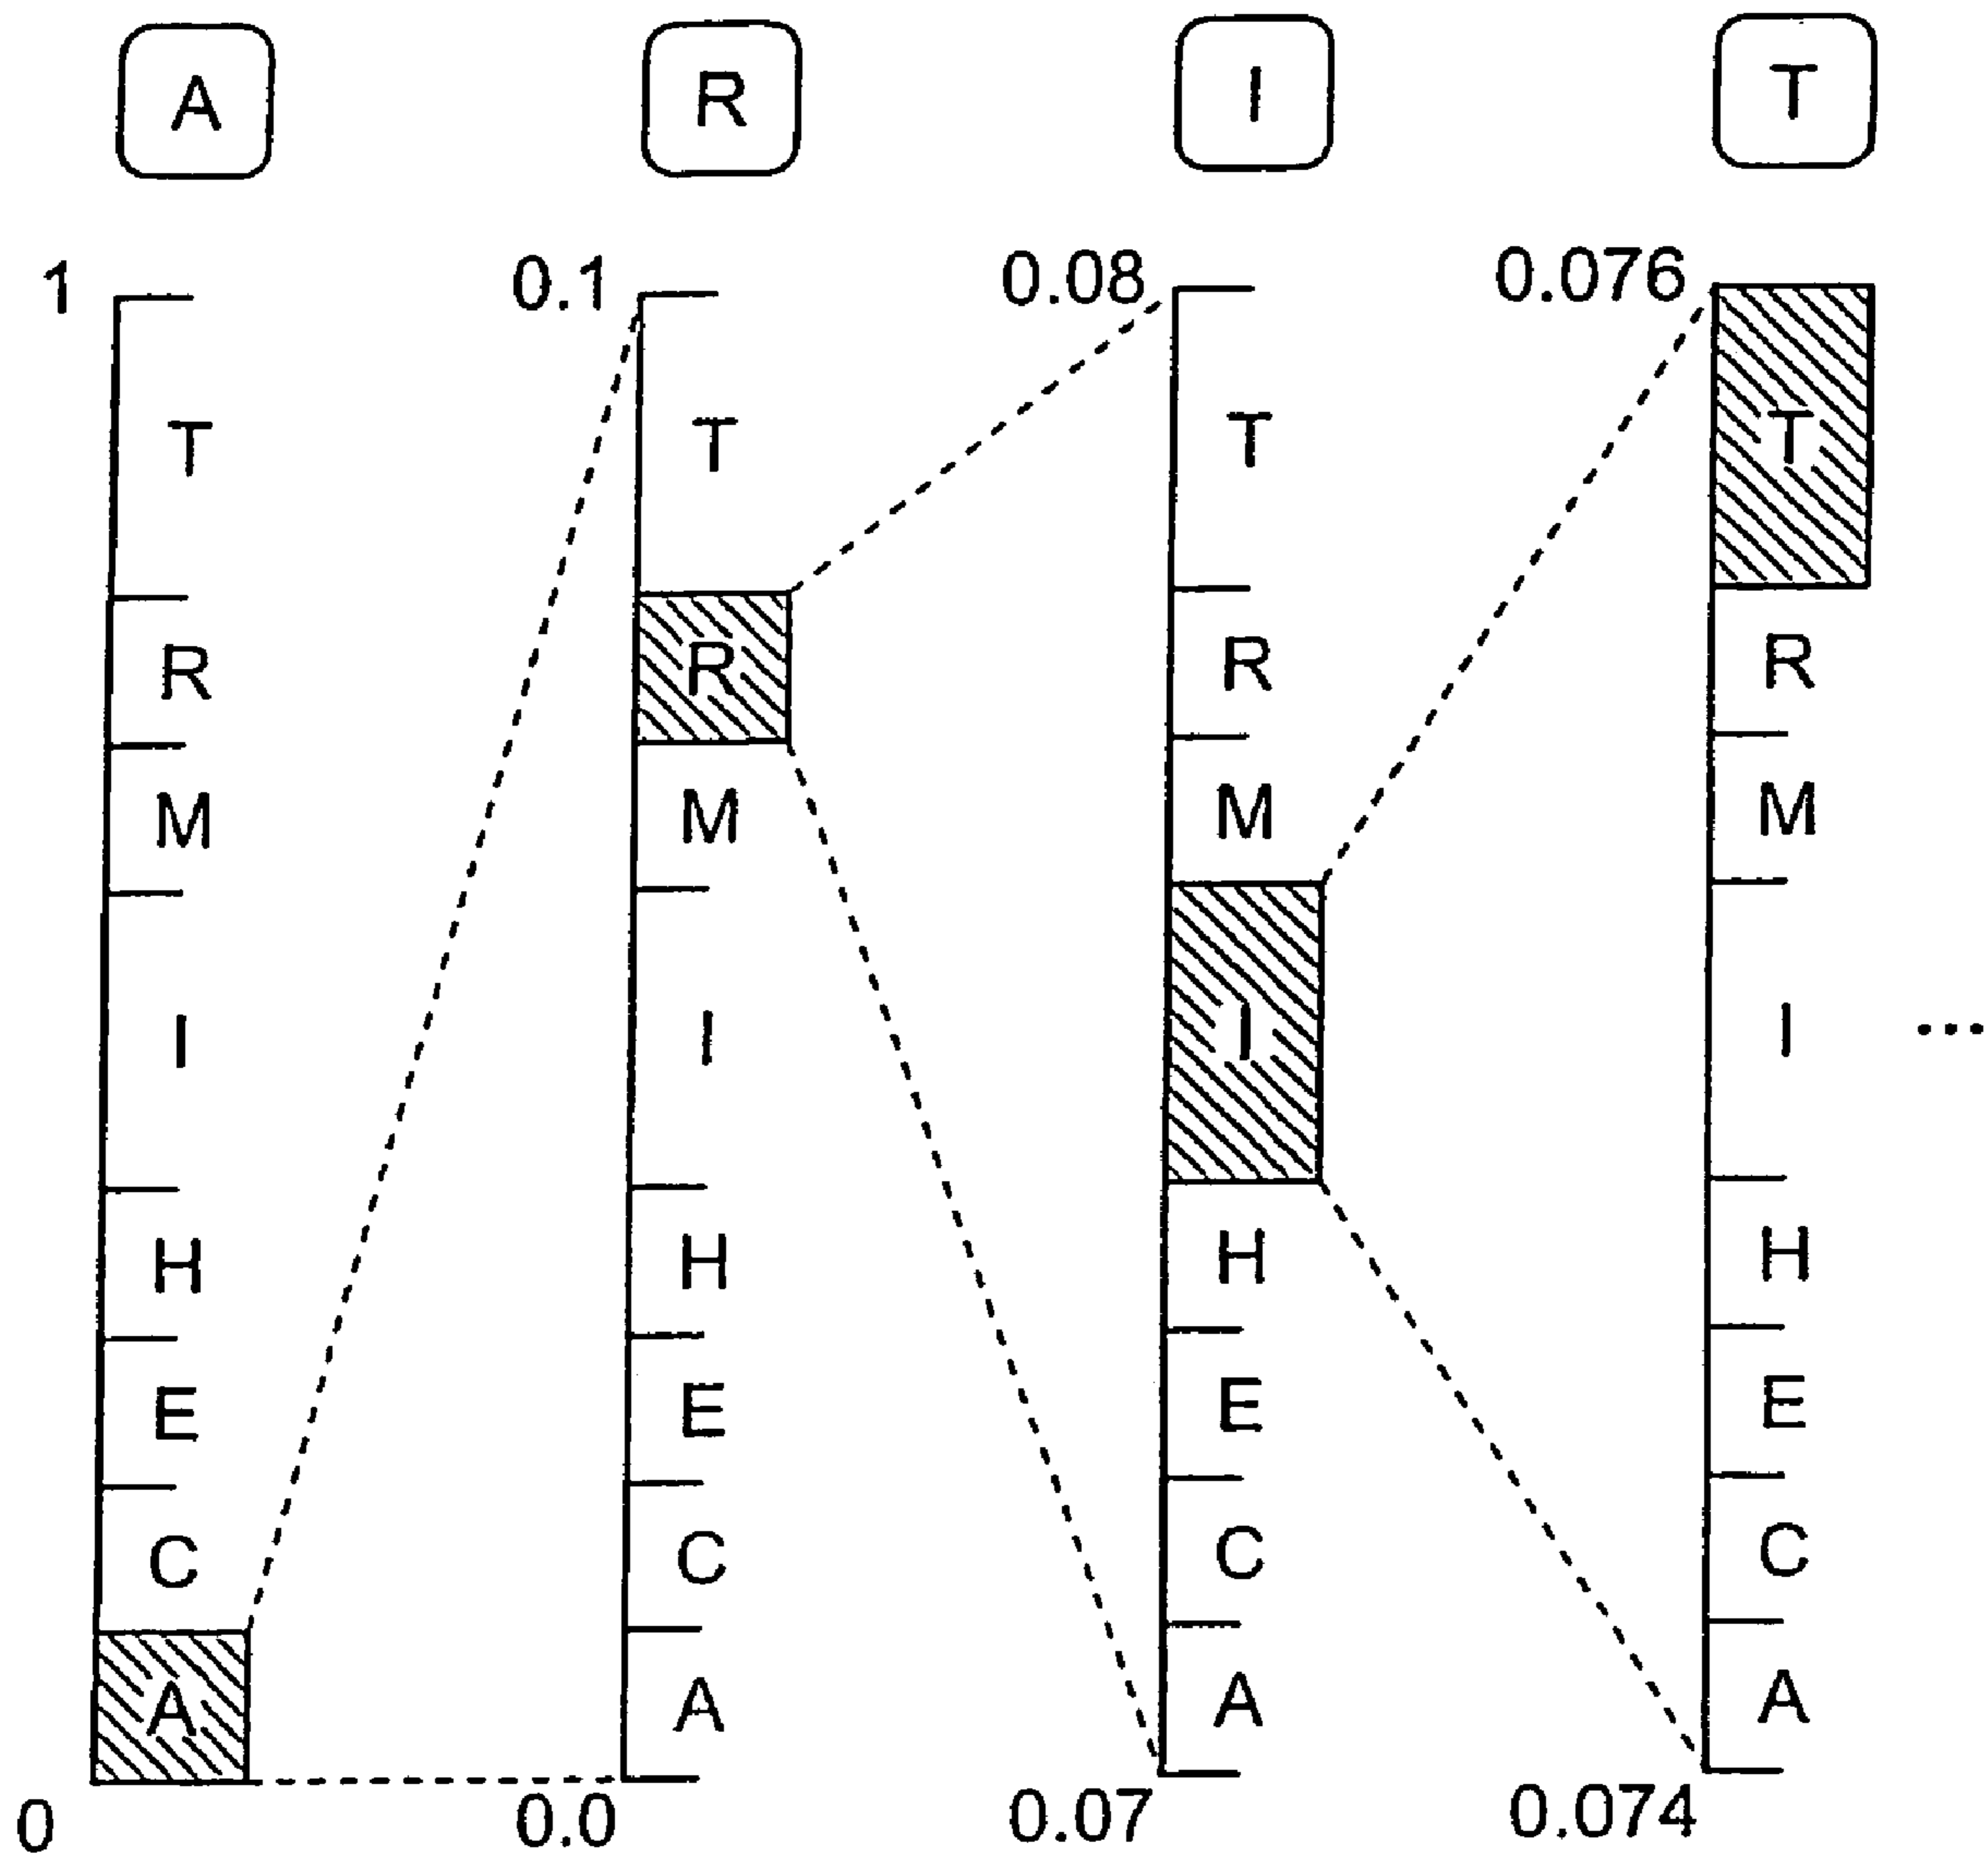 A R I T
1 0.1 0.08 0.076
T T T T
R R R R
M M M M
I I I I ...
H H H H
E E E E
C C C C
A A A A
0 0.0 0.07 0.074